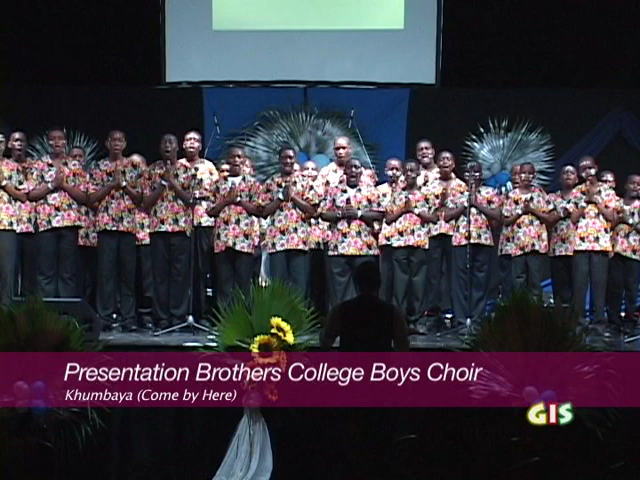 Presentation Brothers College Boys Choir
Khumbaya (Come by Here)
GIS